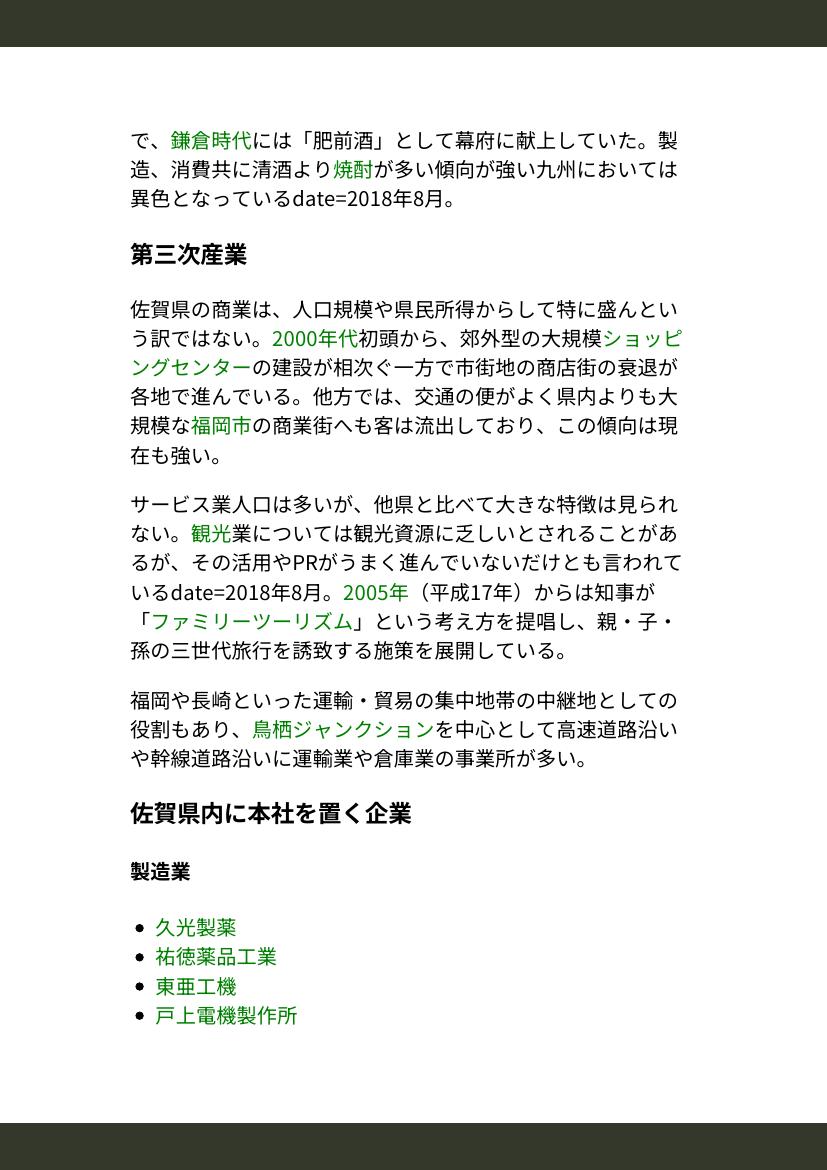 で、鎌倉時代には「肥前酒」として幕府に献上していた。製
造、消費共に清酒より焼酎が多い傾向が強い九州においては
異色となっているdate=2018年8月。
第三次産業
佐賀県の商業は、人口規模や県民所得からして特に盛んとい
う訳ではない。2000年代初頭から、郊外型の大規模ショッピ
ングセンターの建設が相次ぐ一方で市街地の商店街の衰退が
各地で進んでいる。他方では、交通の便がよく県内よりも大
規模な福岡市の商業街へも客は流出しており、この傾向は現
在も強い。
サービス業人口は多いが、他県と比べて大きな特徴は見られ
ない。観光業については観光資源に乏しいとされることがあ
るが、その活用やPRがうまく進んでいないだけとも言われて
いるdate=2018年8月。2005年（平成17年）からは知事が
「ファミリーツーリズム」という考え方を提唱し、親・子・
孫の三世代旅行を誘致する施策を展開している。
福岡や長崎といった運輸・貿易の集中地帯の中継地としての
役割もあり、鳥栖ジャンクションを中心として高速道路沿い
や幹線道路沿いに運輸業や倉庫業の事業所が多い。
佐賀県内に本社を置く企業
製造業
• 久光製薬
• 祐徳薬品工業
• 東亜工機
• 戸上電機製作所